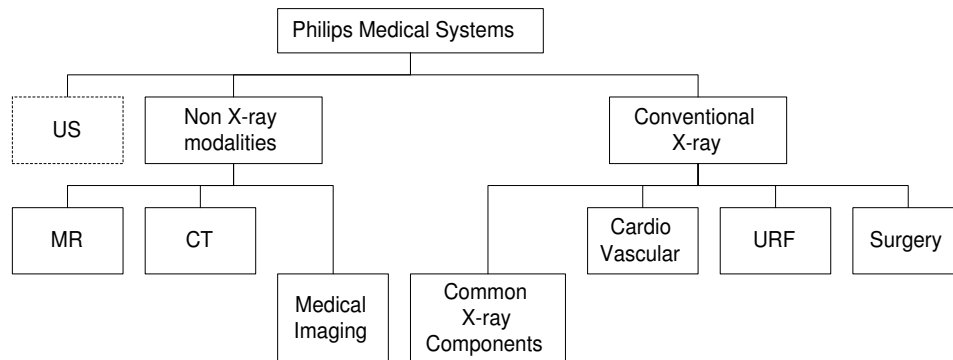 Philips Medical Systems
US
Non X-ray
modalities
Conventional
X-ray
MR
CT
Cardio
Vascular
URF
Surgery
Medical
Imaging
Common
X-ray
Components